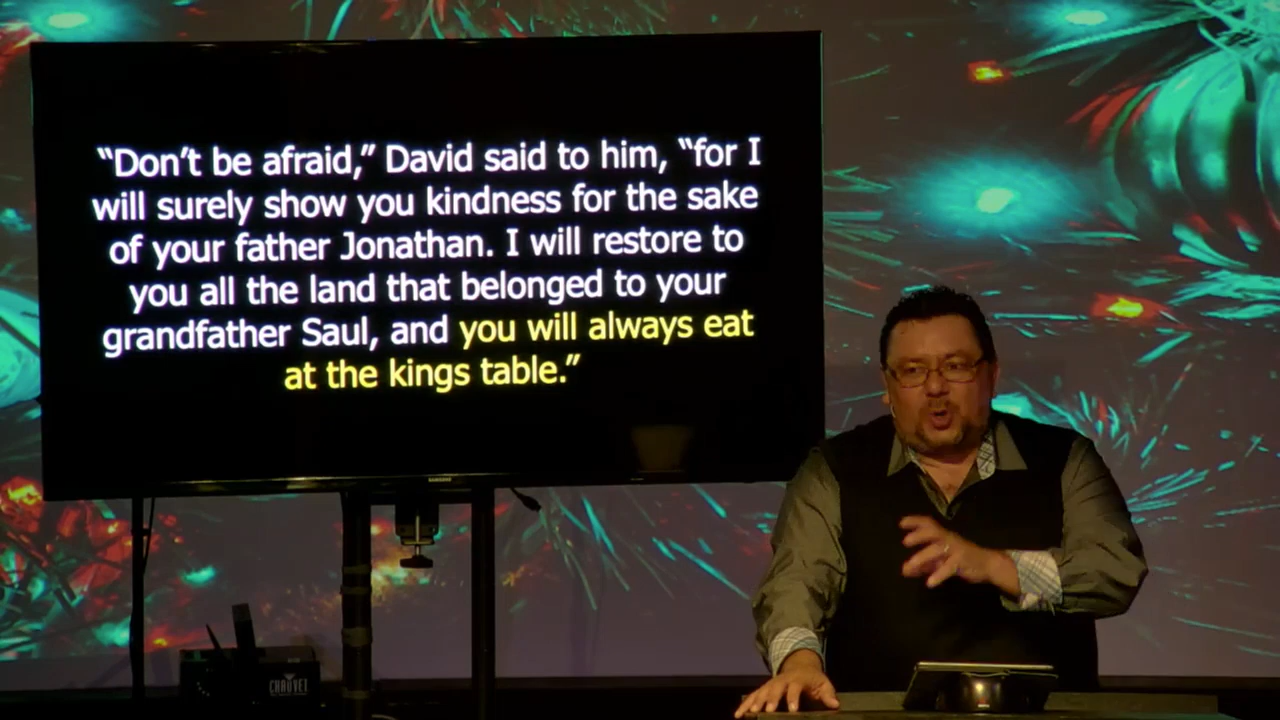 “Don’t be afraid,” David said to him, “for I
will surely show you kindness for the sake
of your father Jonathan. I will restore to
you all the land that belonged to your
grandfather Saul, and you will always eat
at the kings table.”
SAMSUNG
CHAUVET